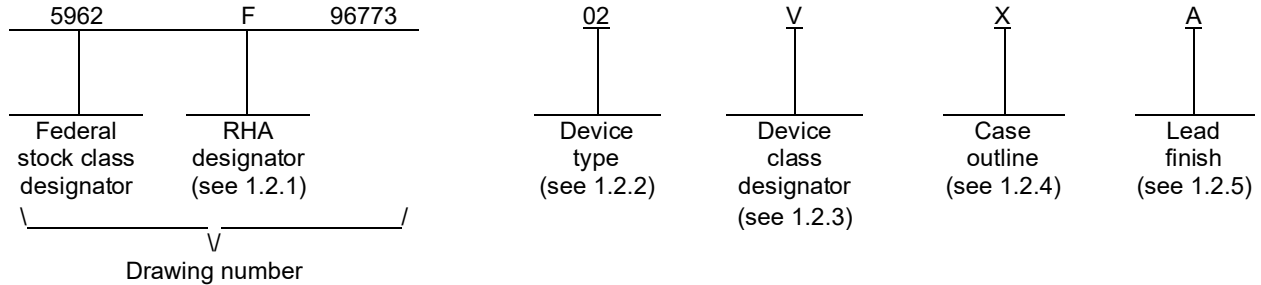 5962 F 96773 02 V X A
Federal stock class designator
RHA designator (see 1.2.1)
Device type (see 1.2.2)
Device class designator (see 1.2.3)
Case outline (see 1.2.4)
Lead finish (see 1.2.5)
Drawing number